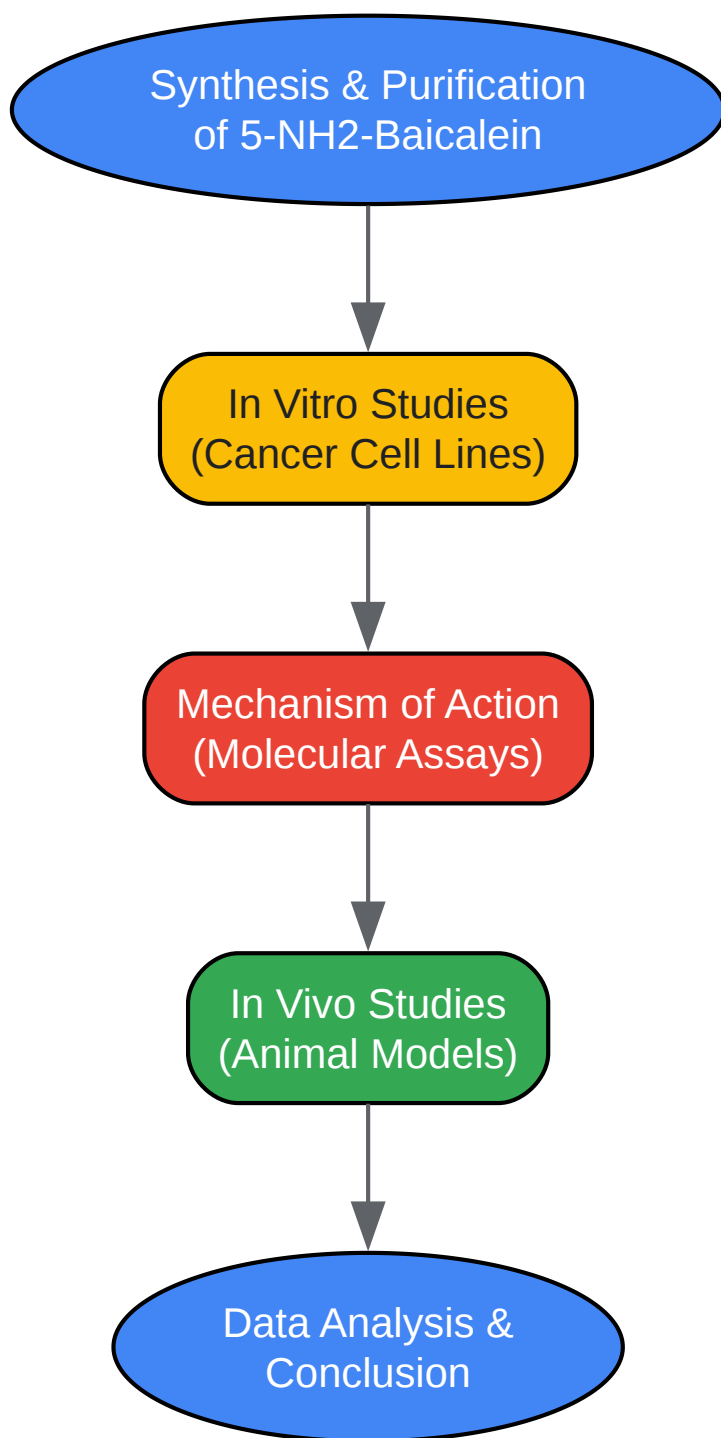 Synthesis & Purification
of 5-NH2-Baicalein
In Vitro Studies
(Cancer Cell Lines)
Mechanism of Action
(Molecular Assays)
In Vivo Studies
(Animal Models)
Data Analysis &
Conclusion